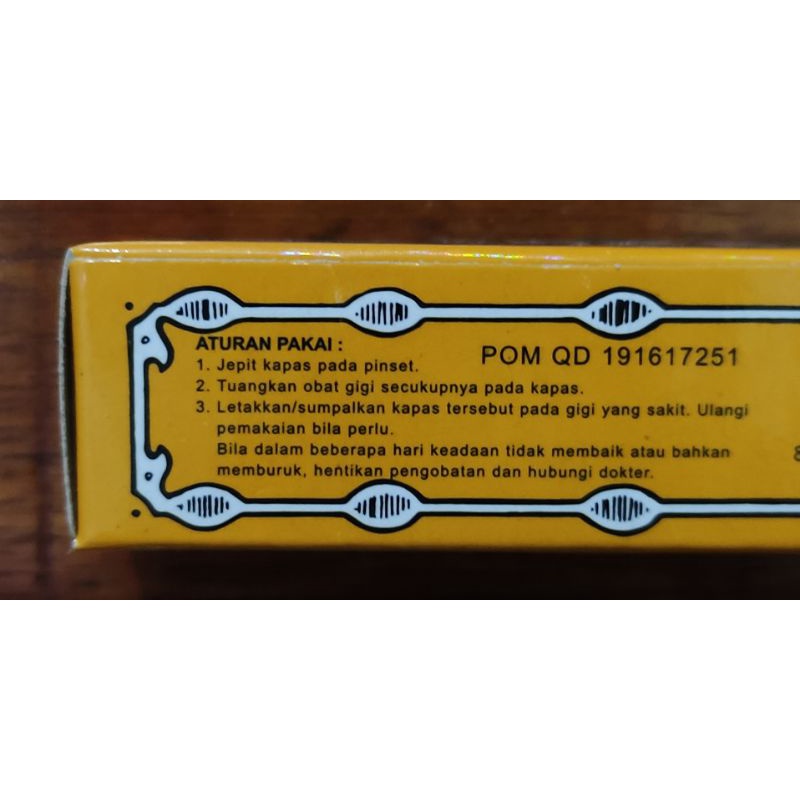 ATURAN PAKAI :
POM QD 191617251
1. Jepit kapas pada pinset.
2. Tuangkan obat gigi secukupnya pada kapas.
3. Letakkan/sumpalkan kapas tersebut pada gigi yang sakit. Ulangi
pemakaian bila perlu.
Bila dalam beberapa hari keadaan tidak membaik atau bahkan
memburuk, hentikan pengobatan dan hubungi dokter.